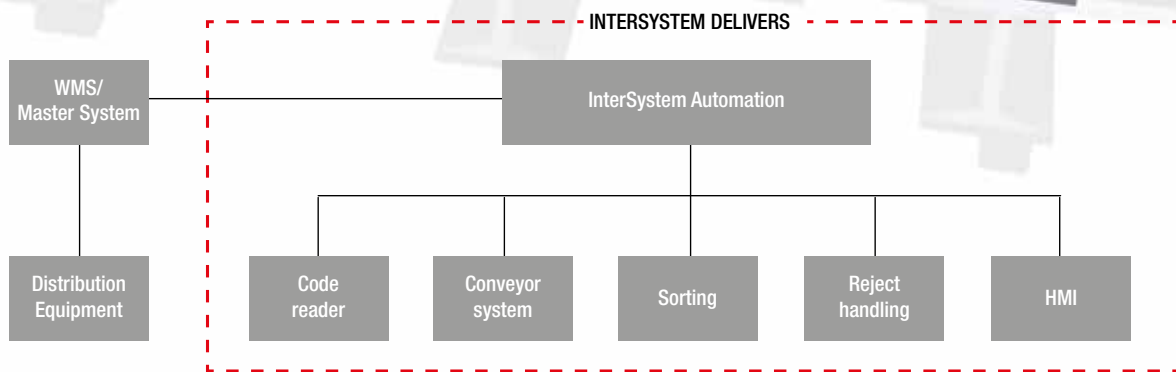 INTERSYSTEM DELIVERS
WMS/
Master System
InterSystem Automation
Distribution
Equipment
Code
reader
Conveyor
system
Sorting
Reject
handling
HMI